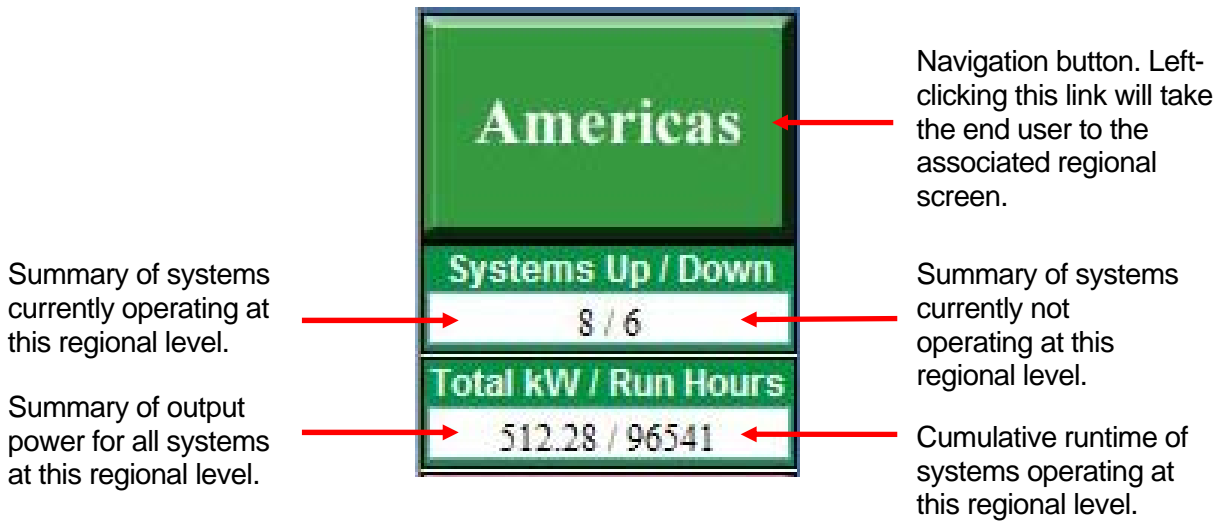 Americas
Navigation button. Left-
clicking this link will take
the end user to the
associated regional
screen.
Summary of systems
currently operating at
this regional level.
Systems Up / Down
8 / 6
Summary of systems
currently not
operating at this
regional level.
Summary of output
power for all systems
at this regional level.
Total kW / Run Hours
512.28 / 96541
Cumulative runtime of
systems operating at
this regional level.